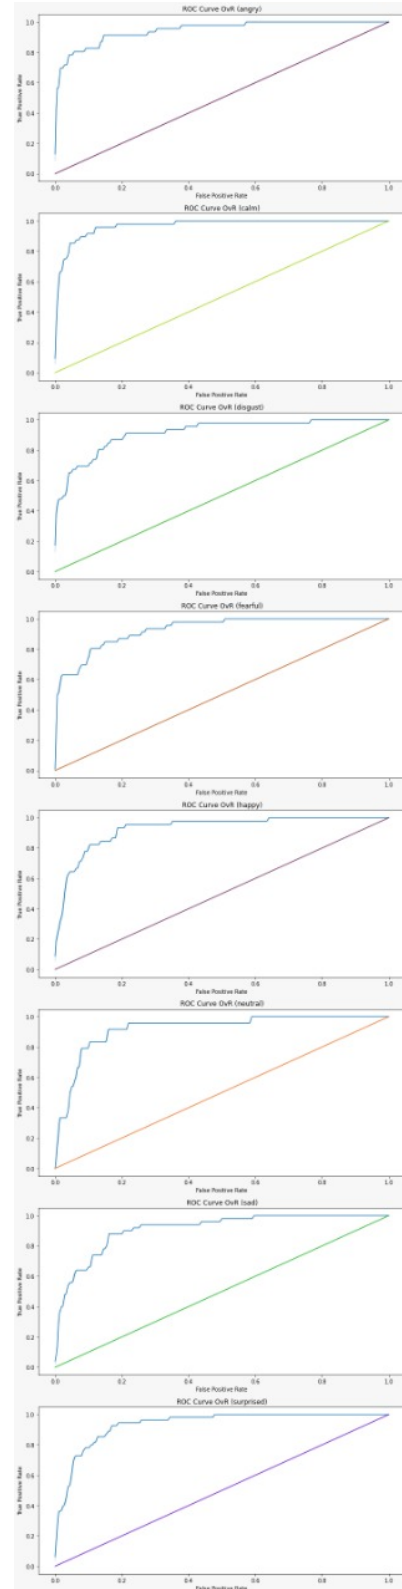 ROC Curve OvR (angry)
True Positive Rate
1.0
0.8
0.6
0.4
0.2
0.0
0.0 0.2 0.4 0.6 0.8 1.0
False Positive Rate
ROC Curve OvR (calm)
True Positive Rate
1.0
0.8
0.6
0.4
0.2
0.0
0.0 0.2 0.4 0.6 0.8 1.0
False Positive Rate
ROC Curve OvR (disgust)
True Positive Rate
1.0
0.8
0.6
0.4
0.2
0.0
0.0 0.2 0.4 0.6 0.8 1.0
False Positive Rate
ROC Curve OvR (fearful)
True Positive Rate
1.0
0.8
0.6
0.4
0.2
0.0
0.0 0.2 0.4 0.6 0.8 1.0
False Positive Rate
ROC Curve OvR (happy)
True Positive Rate
1.0
0.8
0.6
0.4
0.2
0.0
0.0 0.2 0.4 0.6 0.8 1.0
False Positive Rate
ROC Curve OvR (neutral)
True Positive Rate
1.0
0.8
0.6
0.4
0.2
0.0
0.0 0.2 0.4 0.6 0.8 1.0
False Positive Rate
ROC Curve OvR (sad)
True Positive Rate
1.0
0.8
0.6
0.4
0.2
0.0
0.0 0.2 0.4 0.6 0.8 1.0
False Positive Rate
ROC Curve OvR (surprised)
True Positive Rate
1.0
0.8
0.6
0.4
0.2
0.0
0.0 0.2 0.4 0.6 0.8 1.0
False Positive Rate